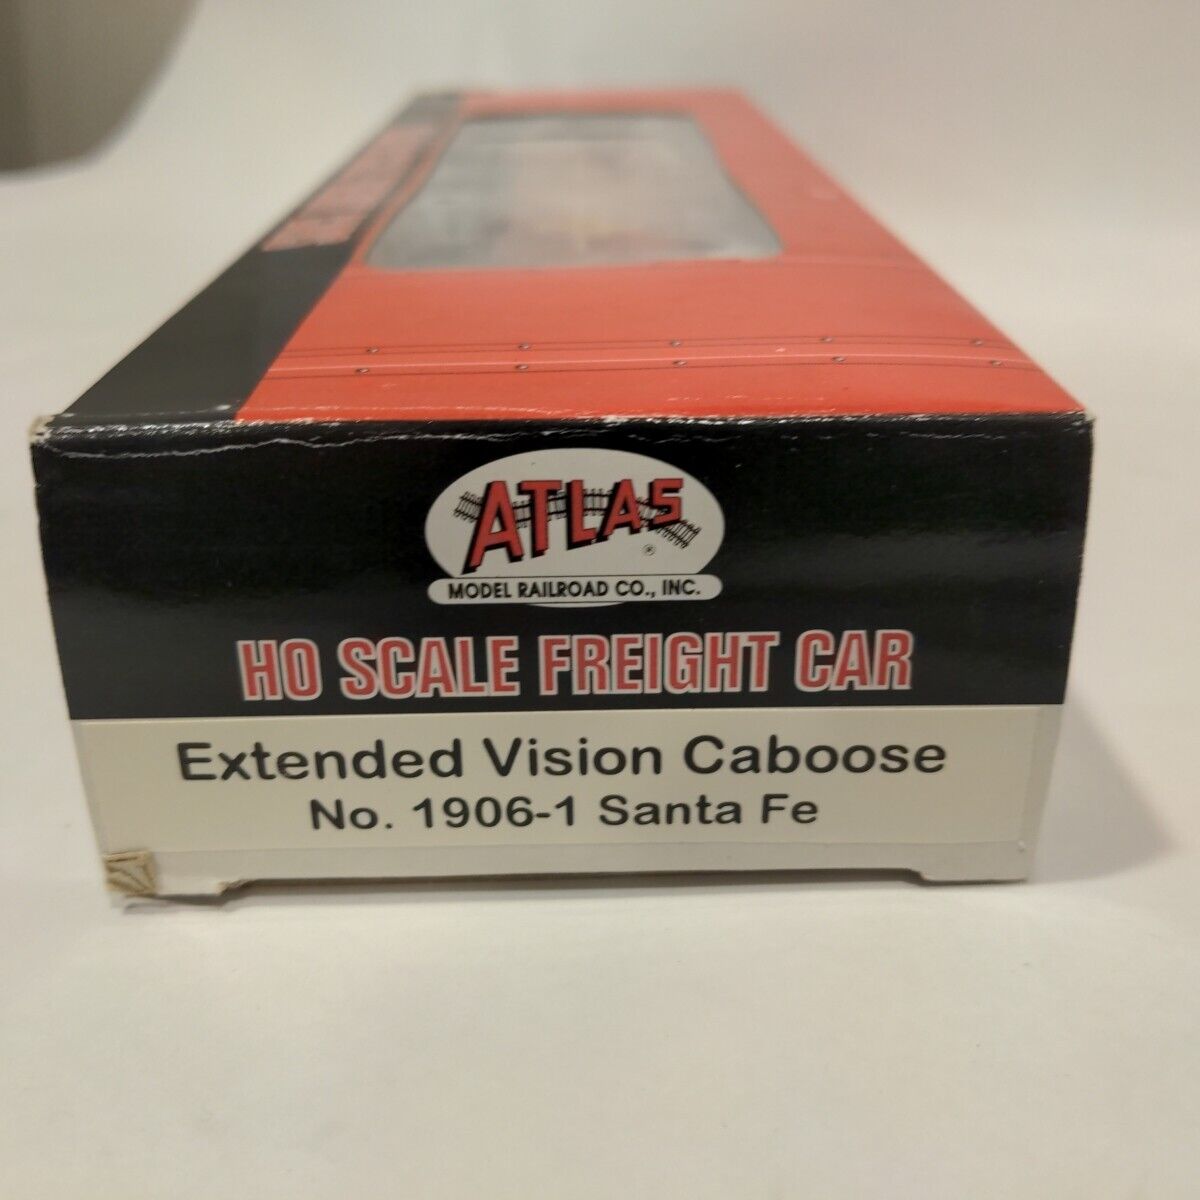 ATLAS ®
MODEL RAILROAD CO., INC.
HO SCALE FREIGHT CAR
Extended Vision Caboose
No. 1906-1 Santa Fe